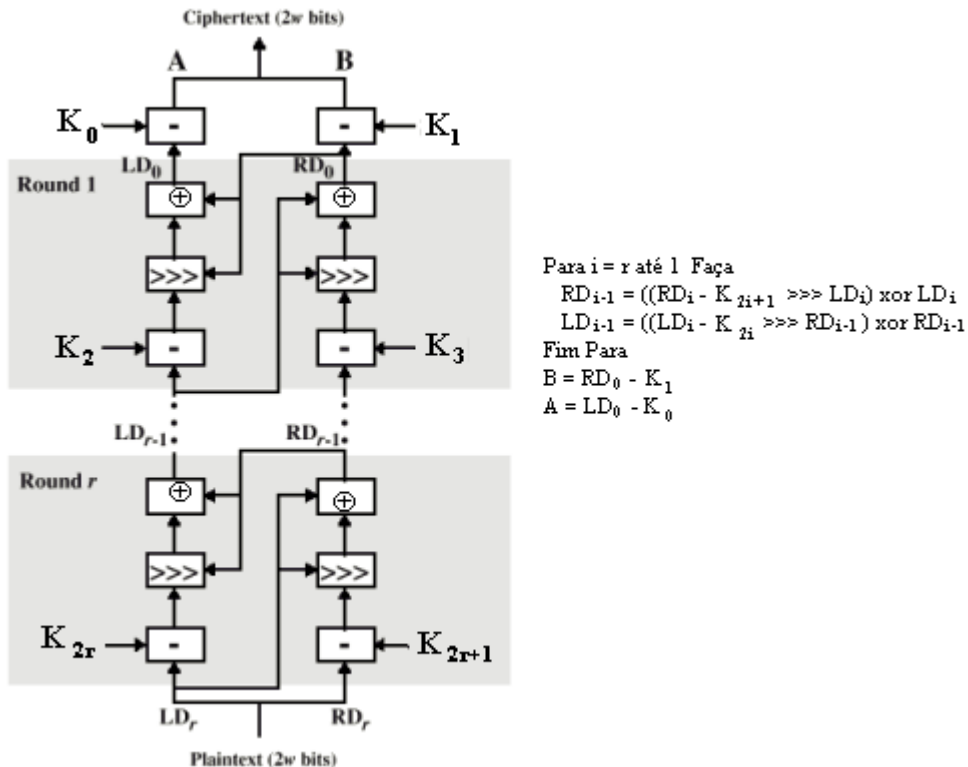 Ciphertext (2w bits)
A B
K₀ - - K₁
LD₀ RD₀
Round 1
⊕ ⊕
>>> >>>
K₂ - - K₃
LDᵣ₋₁ RDᵣ₋₁
Round r
⊕ ⊕
>>> >>>
K₂ᵣ - - K₂ᵣ₊₁
LDᵣ RDᵣ
Plaintext (2w bits)
Para i = r até 1 Faça
RDi-1 = ((RDi - K 2i+1 >>> LDi) xor LDi
LDi-1 = ((LDi - K 2i >>> RDi-1 ) xor RDi-1
Fim Para
B = RD₀ - K₁
A = LD₀ - K₀